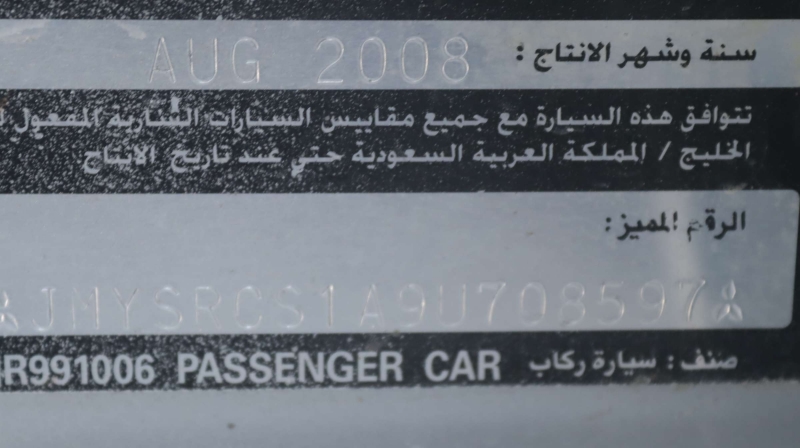 سنة وشهر الانتاج : AUG 2008
تتوافق هذه السيارة مع جميع مقاييس السيارات السارية المفعول
الخليج / المملكة العربية السعودية حتي عند تاريخ الانتاج
الرقم المميز :
JMYSRCS1A9U708597
R991006 PASSENGER CAR صنف : سيارة ركاب